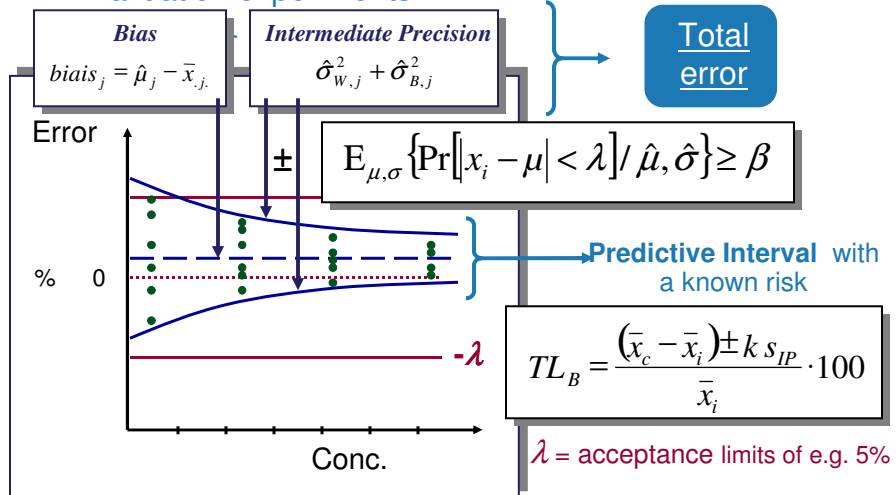 Bias
biais_j = μ̂_j − x̄_.j.
Intermediate Precision
σ̂²_W,j + σ̂²_B,j
Total
error
Error
±
E_μ,σ {Pr[|x_i − μ| < λ] / μ̂, σ̂} ≥ β
% 0
Predictive Interval with
a known risk
-λ
TL_B = ((x̄_c − x̄_i) ± k s_IP) / x̄_i · 100
Conc.
λ = acceptance limits of e.g. 5%